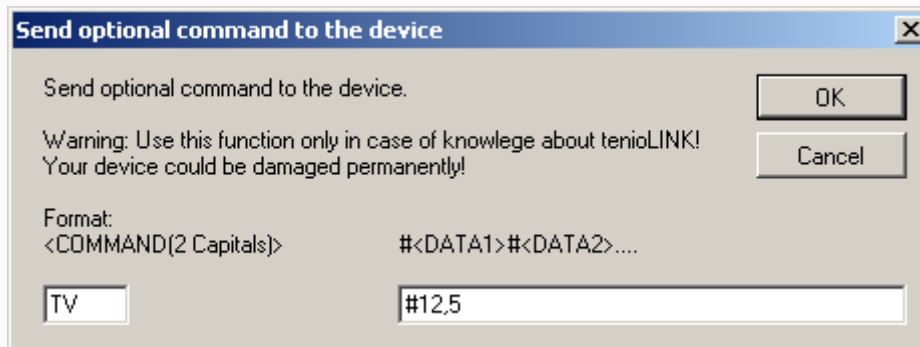 Send optional command to the device
Send optional command to the device.
OK
Warning: Use this function only in case of knowlege about tenioLINK!
Your device could be damaged permanently!
Cancel
Format:
<COMMAND(2 Capitals)> #<DATA1>#<DATA2>....
TV #12,5